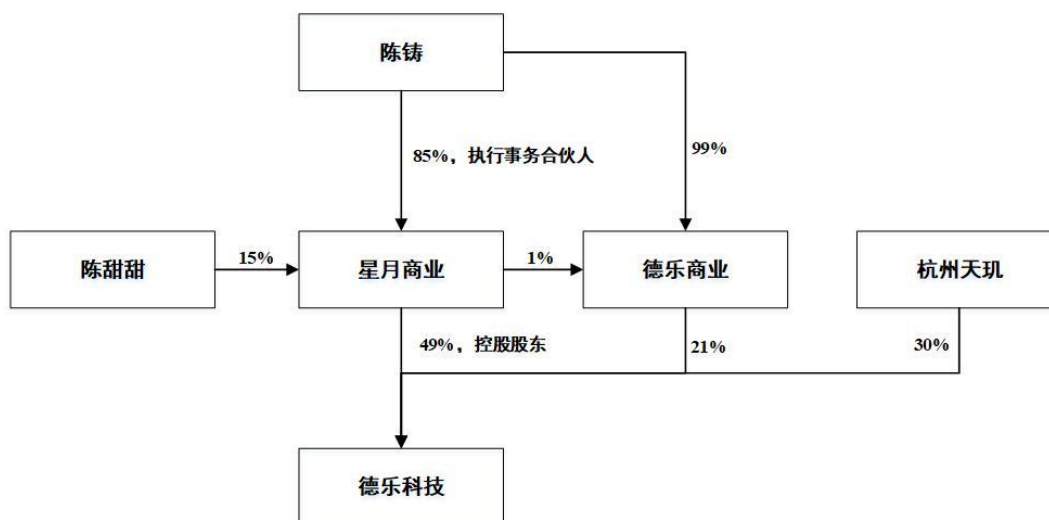 陈铸
85%，执行事务合伙人
99%
陈甜甜
15%
星月商业
1%
德乐商业
杭州天玑
49%，控股股东
21%
30%
德乐科技